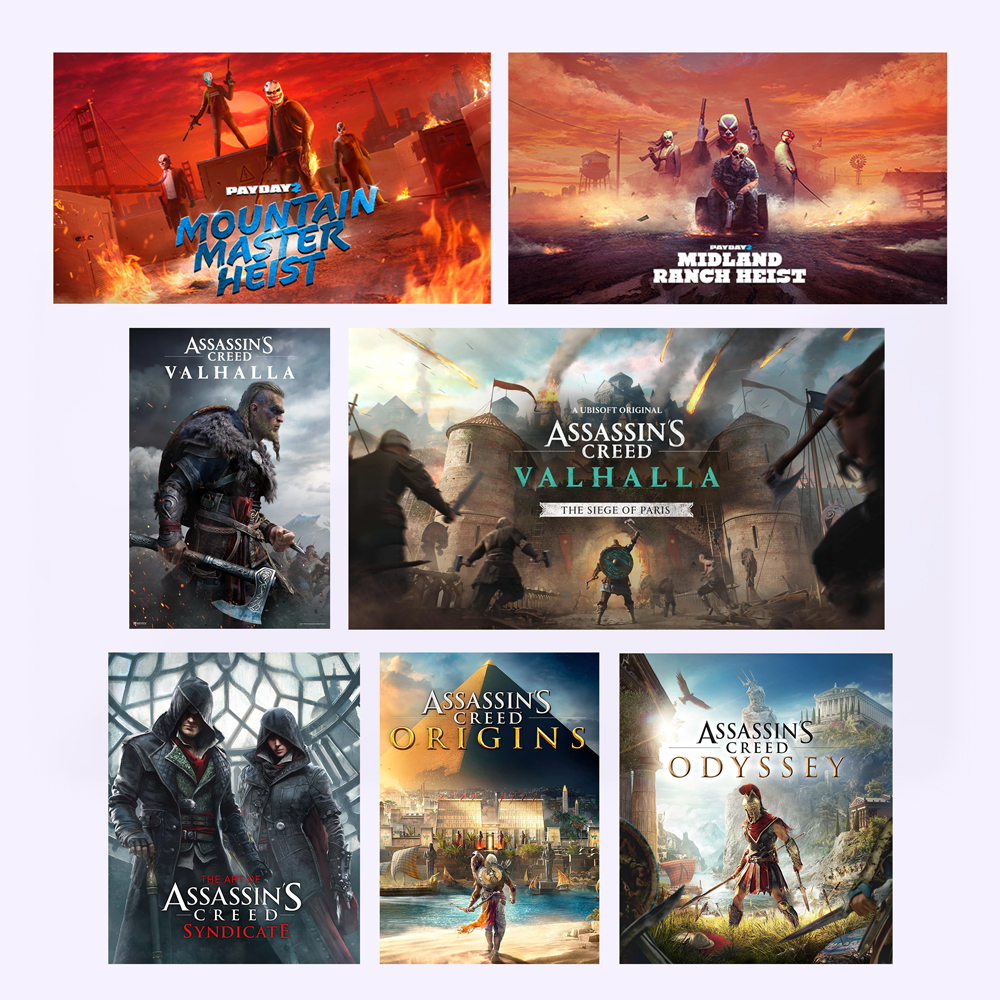 PAYDAY 2
MOUNTAIN
MASTER
HEIST
PAYDAY 2
MIDLAND
RANCH HEIST
ASSASSIN'S
CREED
VALHALLA
A UBISOFT ORIGINAL
ASSASSIN'S
CREED
VALHALLA
THE SIEGE OF PARIS
THE ART OF
ASSASSIN'S
CREED
SYNDICATE
ASSASSIN'S
CREED
ORIGINS
ASSASSIN'S
CREED
ODYSSEY